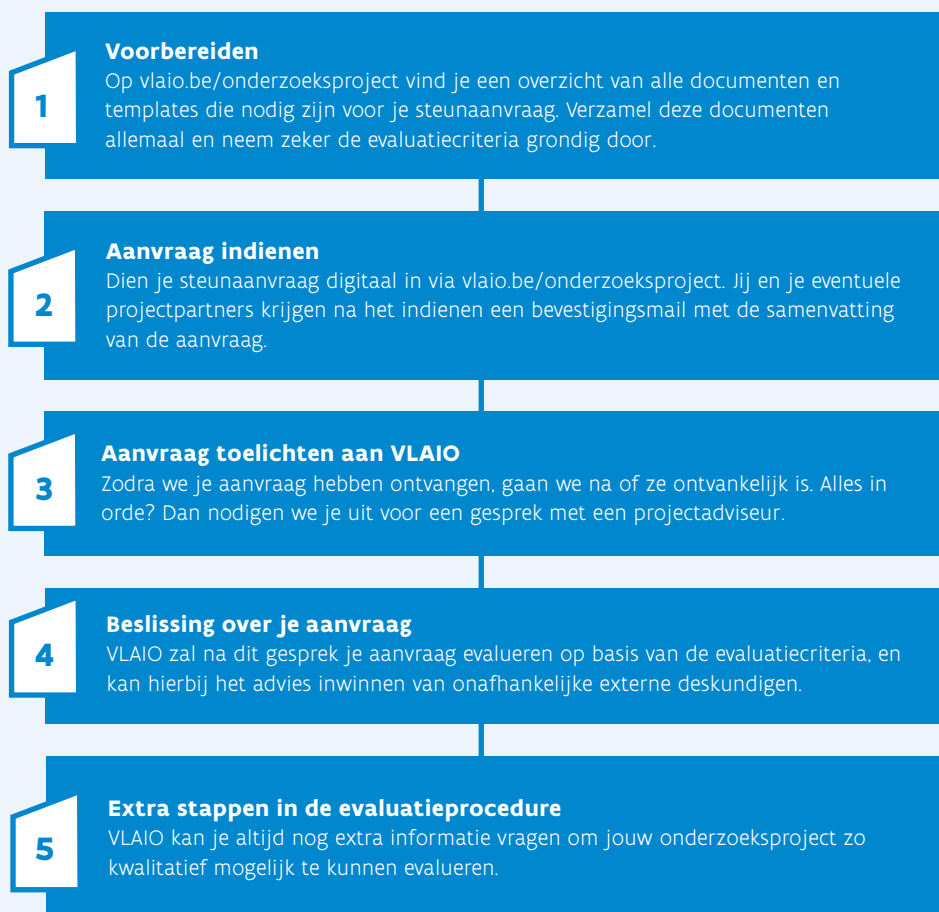 1
Voorbereiden
Op vlaio.be/onderzoeksproject vind je een overzicht van alle documenten en
templates die nodig zijn voor je steunaanvraag. Verzamel deze documenten
allemaal en neem zeker de evaluatiecriteria grondig door.
2
Aanvraag indienen
Dien je steunaanvraag digitaal in via vlaio.be/onderzoeksproject. Jij en je eventuele
projectpartners krijgen na het indienen een bevestigingsmail met de samenvatting
van de aanvraag.
3
Aanvraag toelichten aan VLAIO
Zodra we je aanvraag hebben ontvangen, gaan we na of ze ontvankelijk is. Alles in
orde? Dan nodigen we je uit voor een gesprek met een projectadviseur.
4
Beslissing over je aanvraag
VLAIO zal na dit gesprek je aanvraag evalueren op basis van de evaluatiecriteria, en
kan hierbij het advies inwinnen van onafhankelijke externe deskundigen.
5
Extra stappen in de evaluatieprocedure
VLAIO kan je altijd nog extra informatie vragen om jouw onderzoeksproject zo
kwalitatief mogelijk te kunnen evalueren.